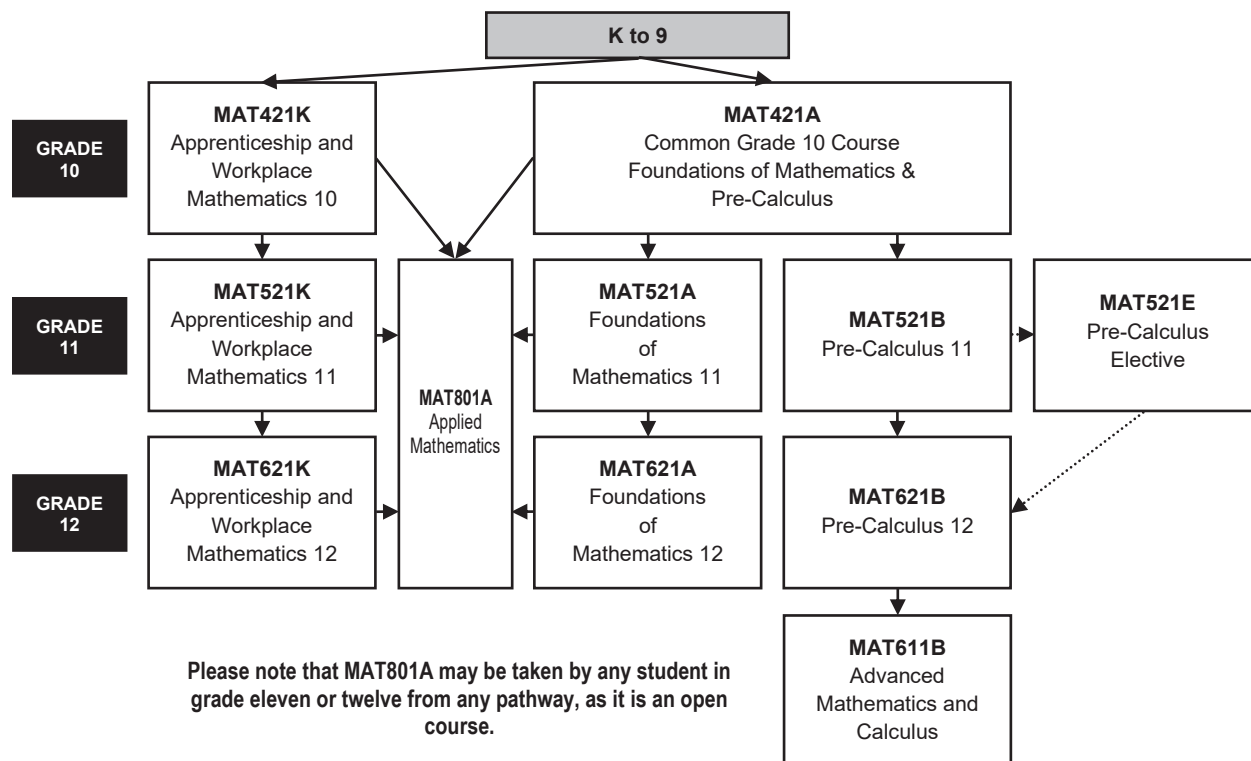 K to 9
GRADE
10
MAT421K
Apprenticeship and
Workplace
Mathematics 10
MAT421A
Common Grade 10 Course
Foundations of Mathematics &
Pre-Calculus
GRADE
11
MAT521K
Apprenticeship and
Workplace
Mathematics 11
MAT801A
Applied
Mathematics
MAT521A
Foundations
of
Mathematics 11
MAT521B
Pre-Calculus 11
MAT521E
Pre-Calculus
Elective
GRADE
12
MAT621K
Apprenticeship and
Workplace
Mathematics 12
MAT621A
Foundations
of
Mathematics 12
MAT621B
Pre-Calculus 12
MAT611B
Advanced
Mathematics and
Calculus
Please note that MAT801A may be taken by any student in
grade eleven or twelve from any pathway, as it is an open
course.